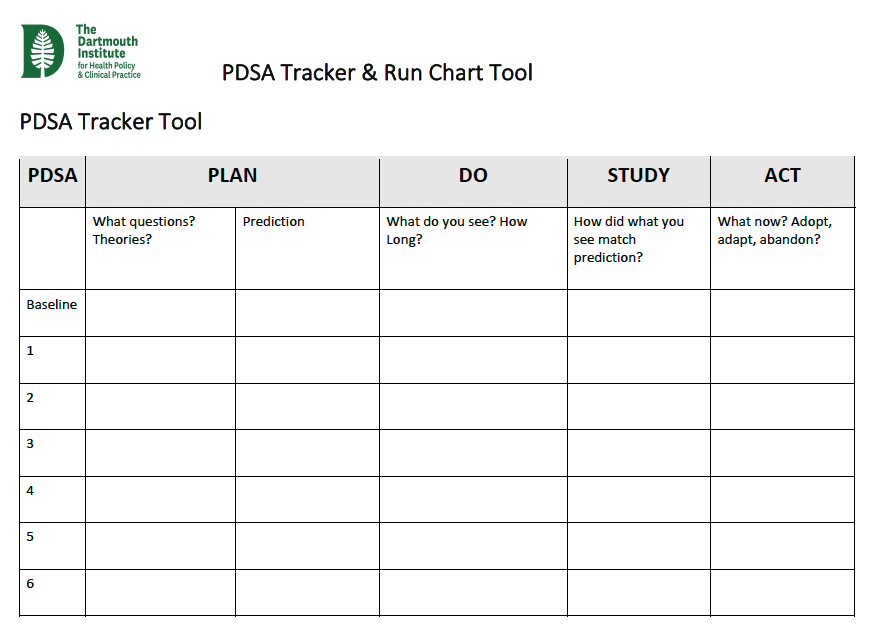 The
Dartmouth
Institute
for Health Policy
& Clinical Practice
PDSA Tracker & Run Chart Tool
PDSA Tracker Tool
PDSA PLAN DO STUDY ACT
What questions? Theories?
Prediction
What do you see? How Long?
How did what you see match prediction?
What now? Adopt, adapt, abandon?
Baseline
1
2
3
4
5
6